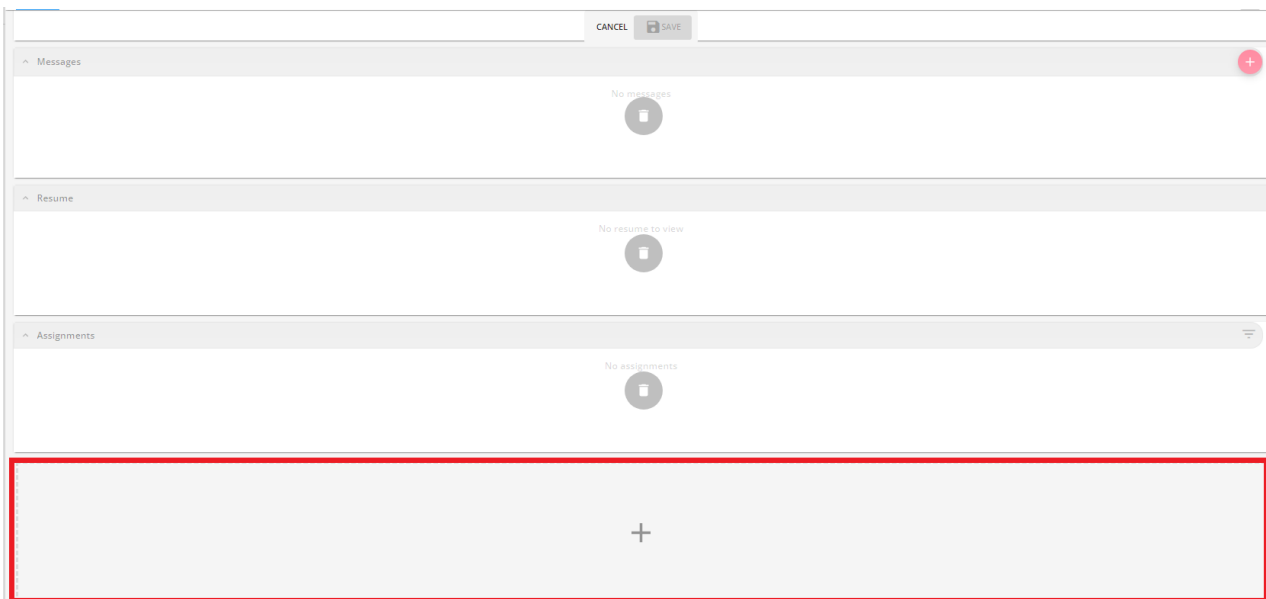 CANCEL SAVE
Messages
No messages
Resume
No resume to view
Assignments
No assignments